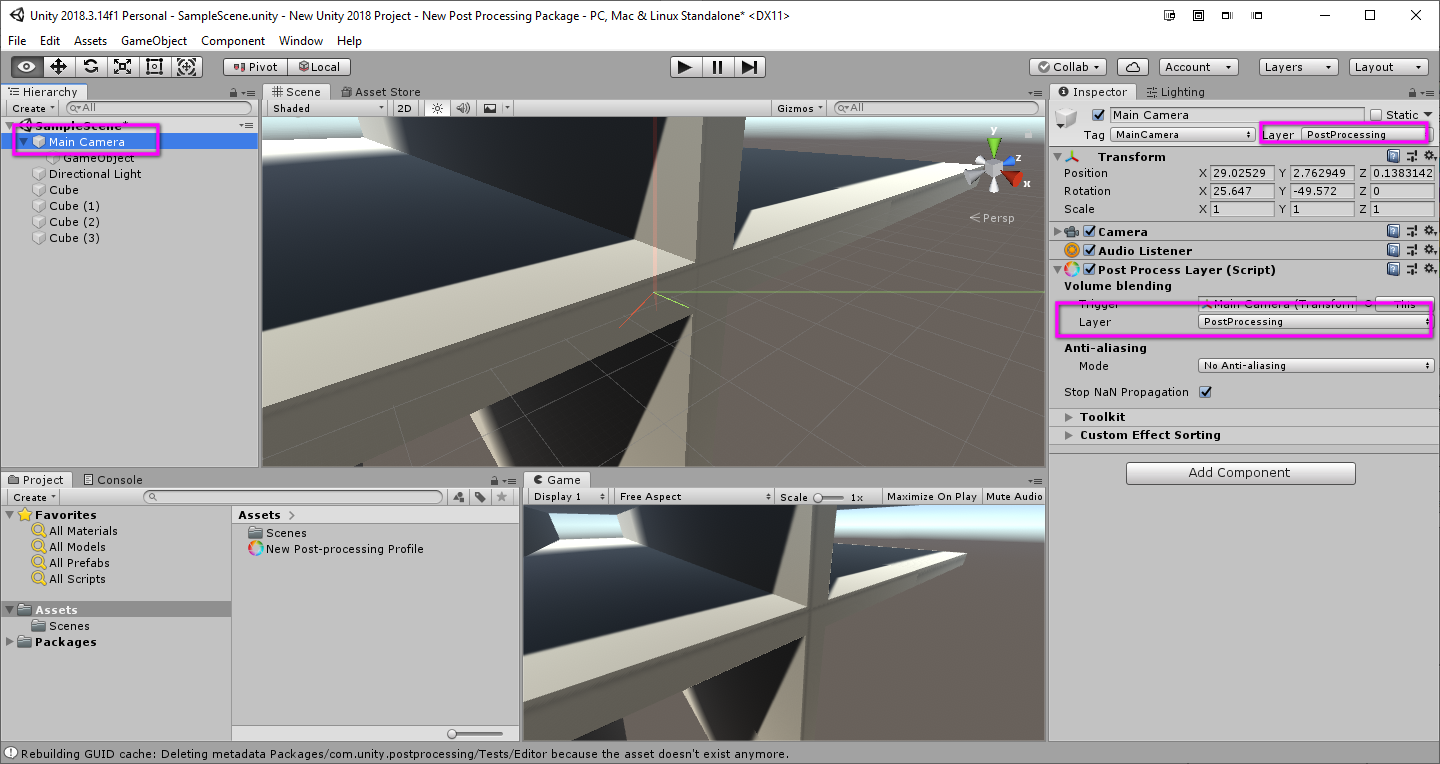 Unity 2018.3.14f1 Personal - SampleScene.unity - New Unity 2018 Project - New Post Processing Package - PC, Mac & Linux Standalone* <DX11>
File Edit Assets GameObject Component Window Help
Pivot Local Collab Account Layers Layout
Hierarchy
Create All
SampleScene*
Main Camera
GameObject
Directional Light
Cube
Cube (1)
Cube (2)
Cube (3)
Scene Asset Store
Shaded 2D Gizmos All
y
z
x
Persp
Inspector Lighting
Main Camera Static
Tag MainCamera Layer PostProcessing
Transform
Position X 29.02529 Y 2.762949 Z 0.1383142
Rotation X 25.647 Y -49.572 Z 0
Scale X 1 Y 1 Z 1
Camera
Audio Listener
Post Process Layer (Script)
Volume blending
Trigger Main Camera (Transform This
Layer PostProcessing
Anti-aliasing
Mode No Anti-aliasing
Stop NaN Propagation
Toolkit
Custom Effect Sorting
Add Component
Project Console
Create
Favorites
All Materials
All Models
All Prefabs
All Scripts
Assets
Scenes
Packages
Assets
Scenes
New Post-processing Profile
Game
Display 1 Free Aspect Scale 1x Maximize On Play Mute Audio
Rebuilding GUID cache: Deleting metadata Packages/com.unity.postprocessing/Tests/Editor because the asset doesn't exist anymore.